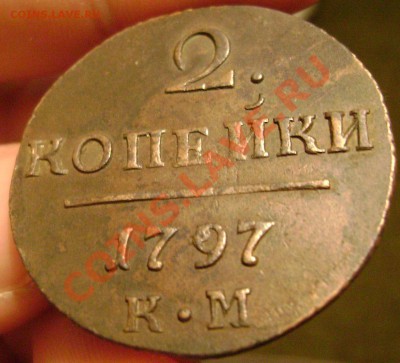 COINS.LAVE.RU
2;
КОПЕЙКИ
1797
К•М
COINS.LAVE.RU